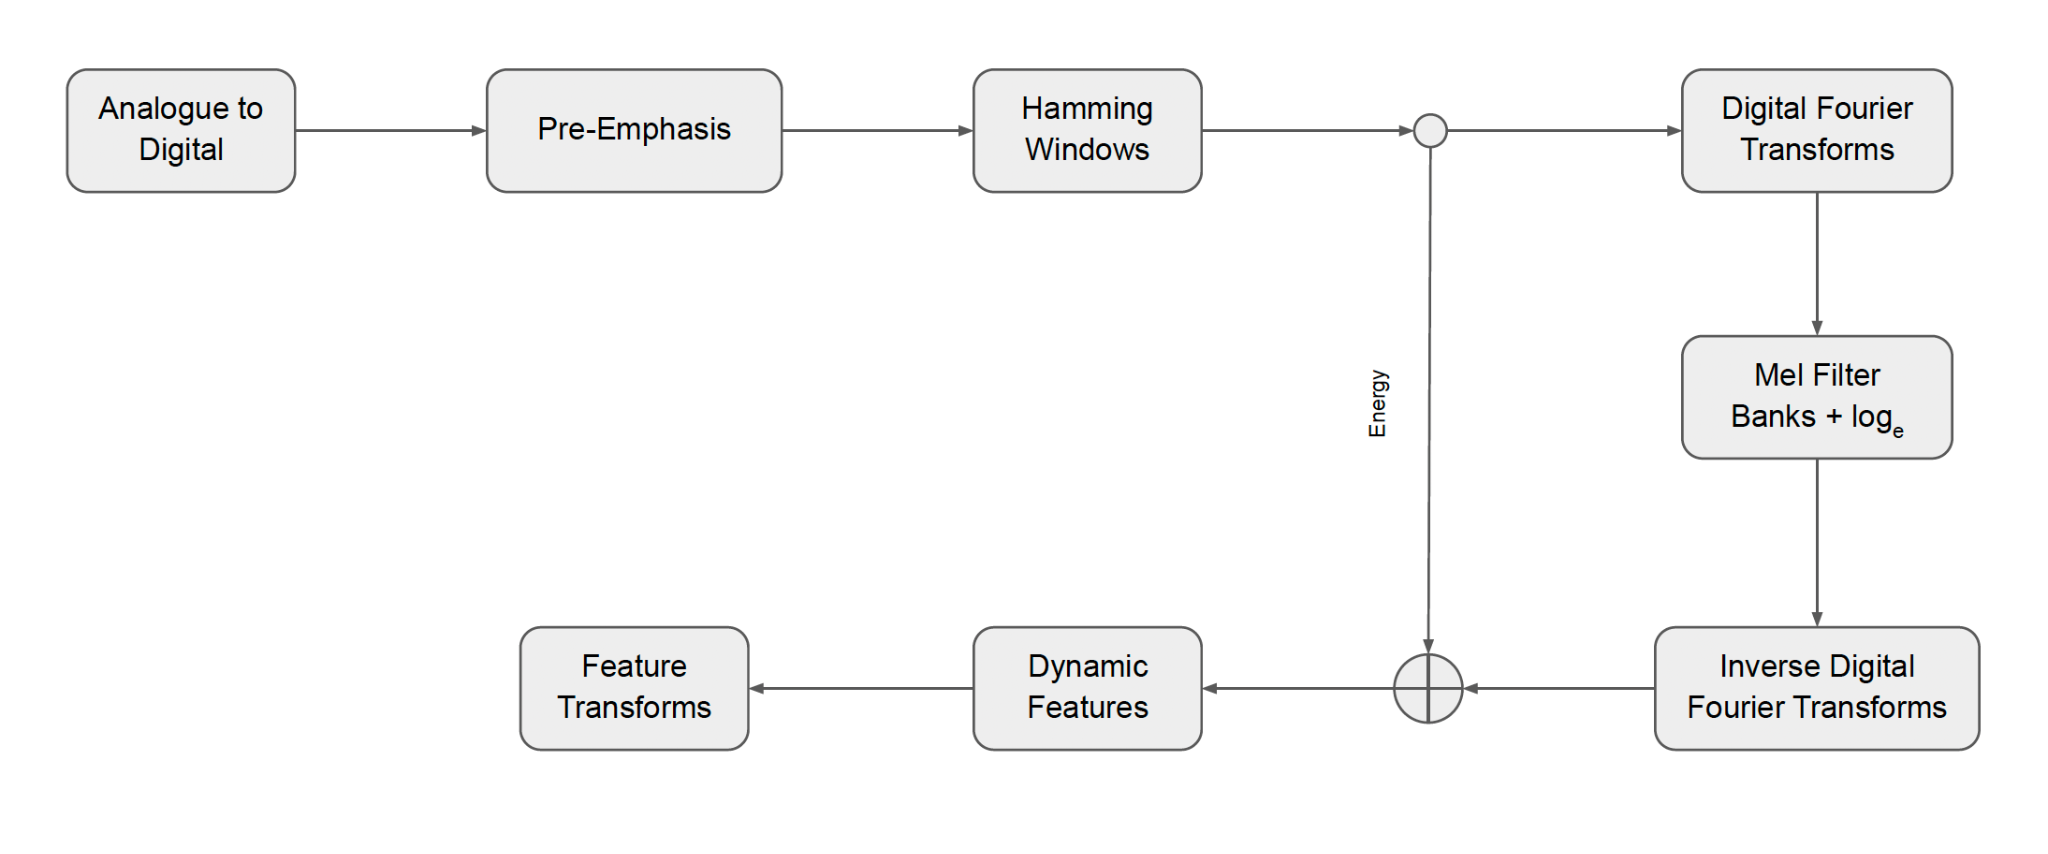 Analogue to
Digital
Pre-Emphasis
Hamming
Windows
Digital Fourier
Transforms
Energy
Mel Filter
Banks + logₑ
Inverse Digital
Fourier Transforms
Dynamic
Features
Feature
Transforms